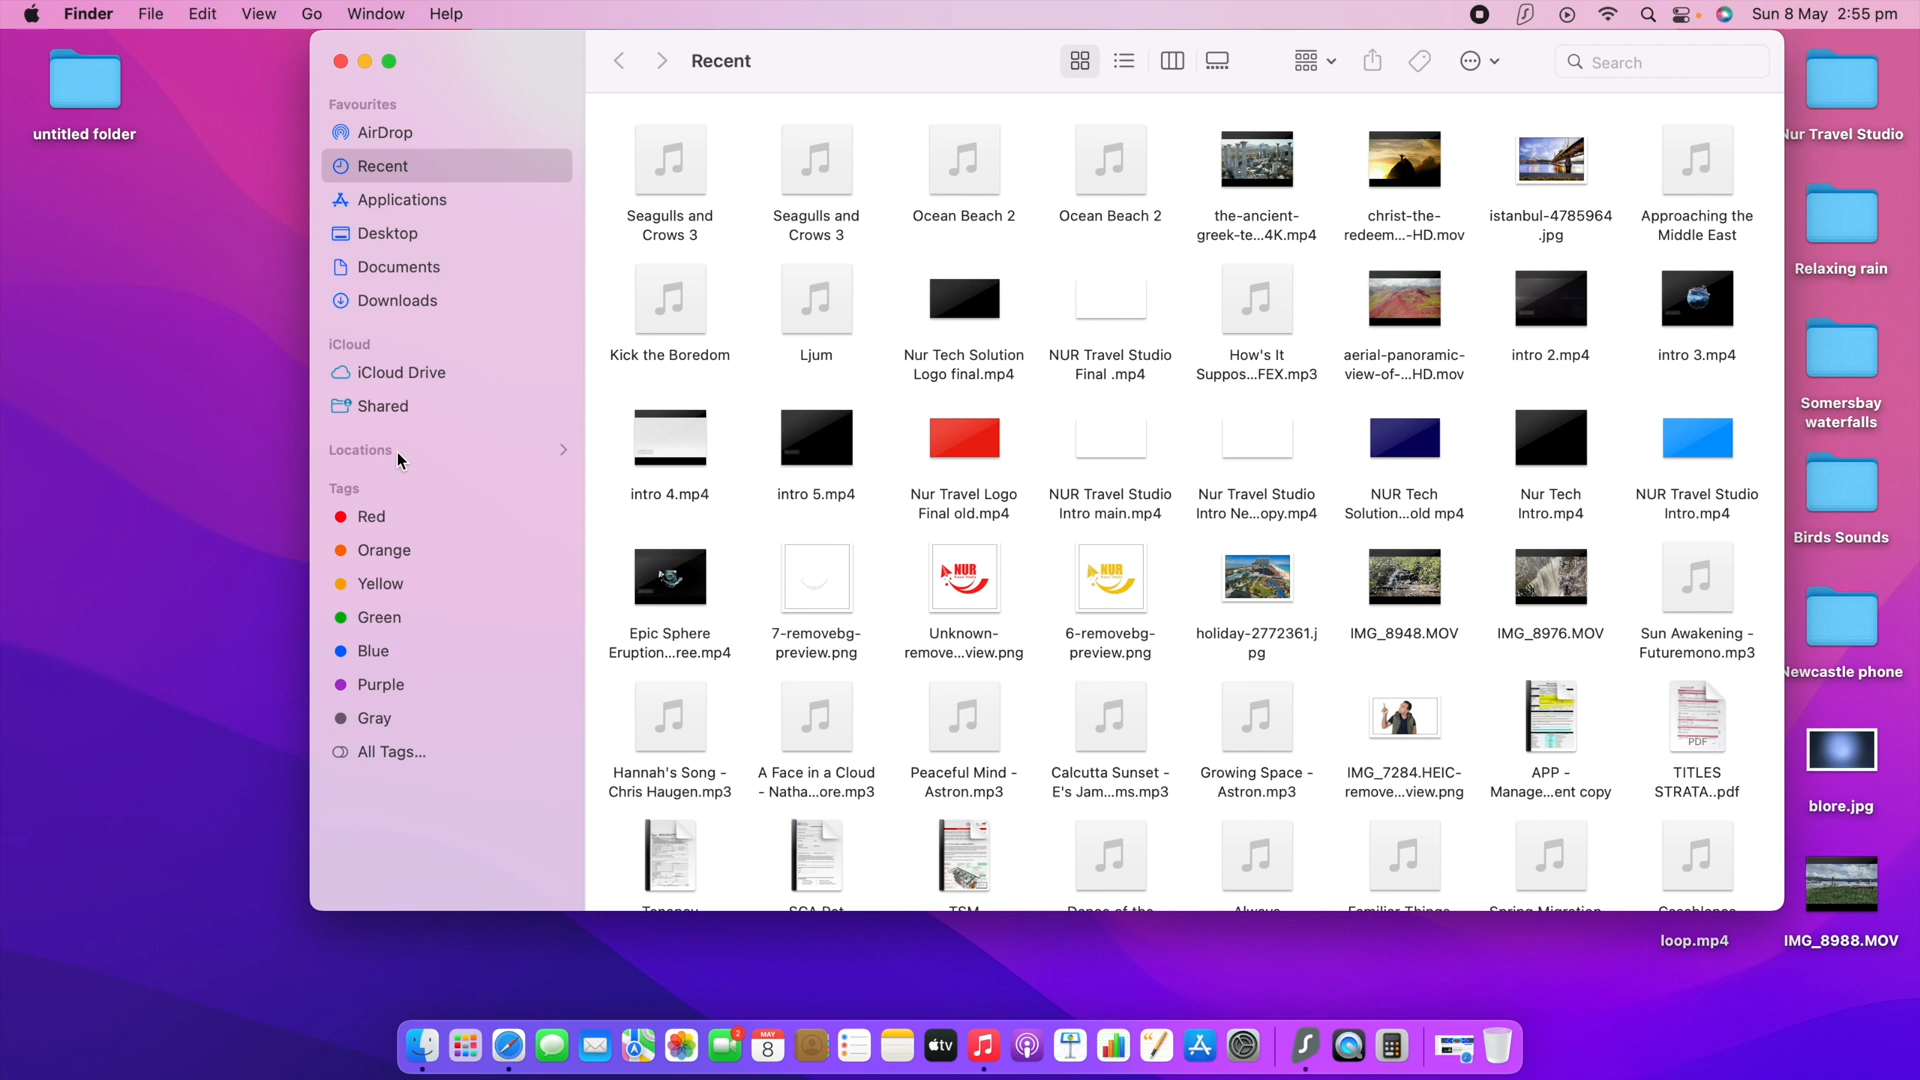 Finder File Edit View Go Window Help
Sun 8 May 2:55 pm
untitled folder
Favourites
AirDrop
Recent
Applications
Desktop
Documents
Downloads
iCloud
iCloud Drive
Shared
Locations
Tags
Red
Orange
Yellow
Green
Blue
Purple
Gray
All Tags...
Recent
Search
Seagulls and
Crows 3
Seagulls and
Crows 3
Ocean Beach 2
Ocean Beach 2
the-ancient-
greek-te...4K.mp4
christ-the-
redeem...-HD.mov
istanbul-4785964
.jpg
Approaching the
Middle East
Kick the Boredom
Ljum
Nur Tech Solution
Logo final.mp4
NUR Travel Studio
Final .mp4
How's It
Suppos...FEX.mp3
aerial-panoramic-
view-of-...HD.mov
intro 2.mp4
intro 3.mp4
intro 4.mp4
intro 5.mp4
Nur Travel Logo
Final old.mp4
NUR Travel Studio
Intro main.mp4
Nur Travel Studio
Intro Ne...opy.mp4
NUR Tech
Solution...old mp4
Nur Tech
Intro.mp4
NUR Travel Studio
Intro.mp4
NUR
NUR
Epic Sphere
Eruption...ree.mp4
7-removebg-
preview.png
Unknown-
remove...view.png
6-removebg-
preview.png
holiday-2772361.j
pg
IMG_8948.MOV
IMG_8976.MOV
Sun Awakening -
Futuremono.mp3
PDF
Hannah's Song -
Chris Haugen.mp3
A Face in a Cloud
- Natha...ore.mp3
Peaceful Mind -
Astron.mp3
Calcutta Sunset -
E's Jam...ms.mp3
Growing Space -
Astron.mp3
IMG_7284.HEIC-
remove...view.png
APP -
Manage...ent copy
TITLES
STRATA..pdf
Nur Travel Studio
Relaxing rain
Somersbay
waterfalls
Birds Sounds
Newcastle phone
blore.jpg
loop.mp4
IMG_8988.MOV
2
MAY
8
tv